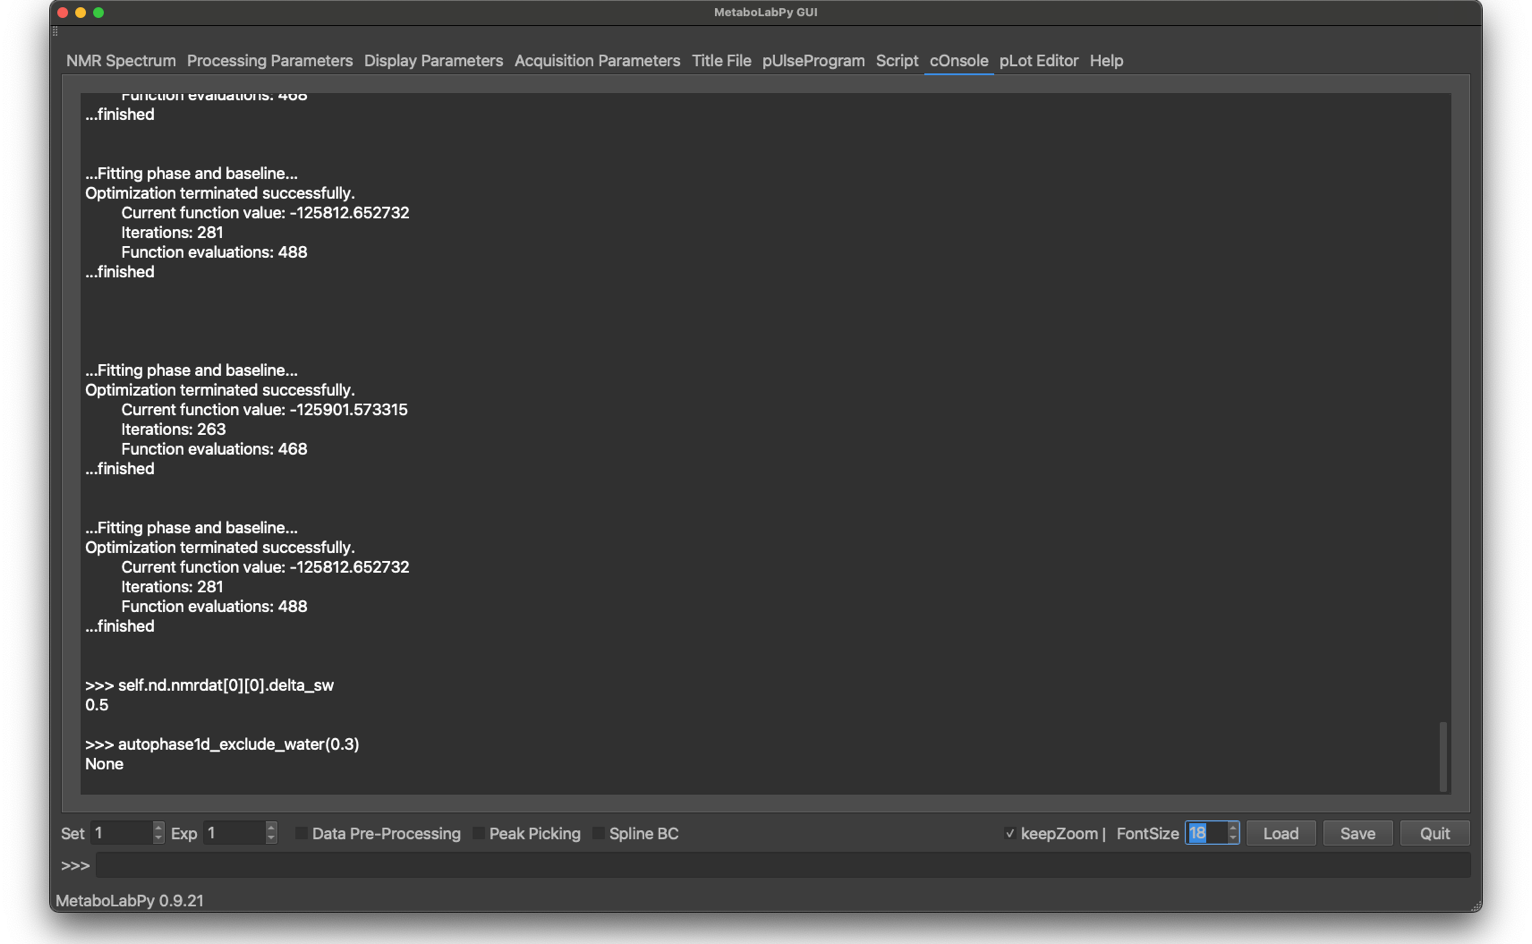 MetaboLabPy GUI
NMR Spectrum Processing Parameters Display Parameters Acquisition Parameters Title File pUlseProgram Script cOnsole pLot Editor Help
Function evaluations: 468
...finished
...Fitting phase and baseline...
Optimization terminated successfully.
Current function value: -125812.652732
Iterations: 281
Function evaluations: 488
...finished
...Fitting phase and baseline...
Optimization terminated successfully.
Current function value: -125901.573315
Iterations: 263
Function evaluations: 468
...finished
...Fitting phase and baseline...
Optimization terminated successfully.
Current function value: -125812.652732
Iterations: 281
Function evaluations: 488
...finished
>>> self.nd.nmrdat[0][0].delta_sw
0.5
>>> autophase1d_exclude_water(0.3)
None
Set 1 Exp 1 Data Pre-Processing Peak Picking Spline BC keepZoom | FontSize 18 Load Save Quit
>>>
MetaboLabPy 0.9.21